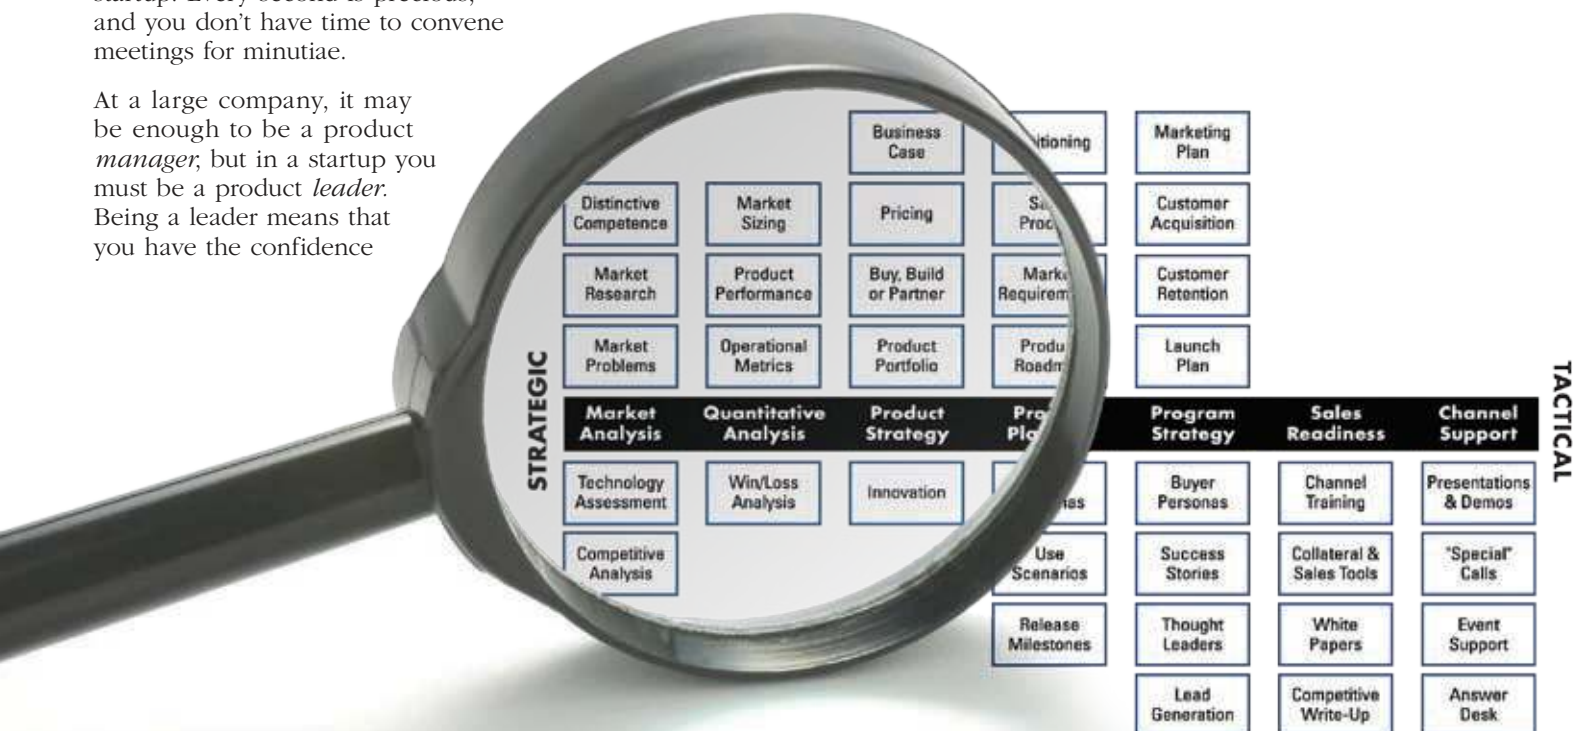 and you don't have time to convene
meetings for minutiae.
At a large company, it may
be enough to be a product
manager, but in a startup you
must be a product leader.
Being a leader means that
you have the confidence
STRATEGIC
Business
Case
Marketing
Plan
Distinctive
Competence
Market
Sizing
Pricing
Customer
Acquisition
Market
Research
Product
Performance
Buy, Build
or Partner
Customer
Retention
Market
Problems
Operational
Metrics
Product
Portfolio
Launch
Plan
Market
Analysis
Quantitative
Analysis
Product
Strategy
Program
Strategy
Sales
Readiness
Channel
Support
Technology
Assessment
Win/Loss
Analysis
Innovation
Buyer
Personas
Channel
Training
Presentations
& Demos
Competitive
Analysis
Use
Scenarios
Success
Stories
Collateral &
Sales Tools
"Special"
Calls
Release
Milestones
Thought
Leaders
White
Papers
Event
Support
Lead
Generation
Competitive
Write-Up
Answer
Desk
TACTICAL